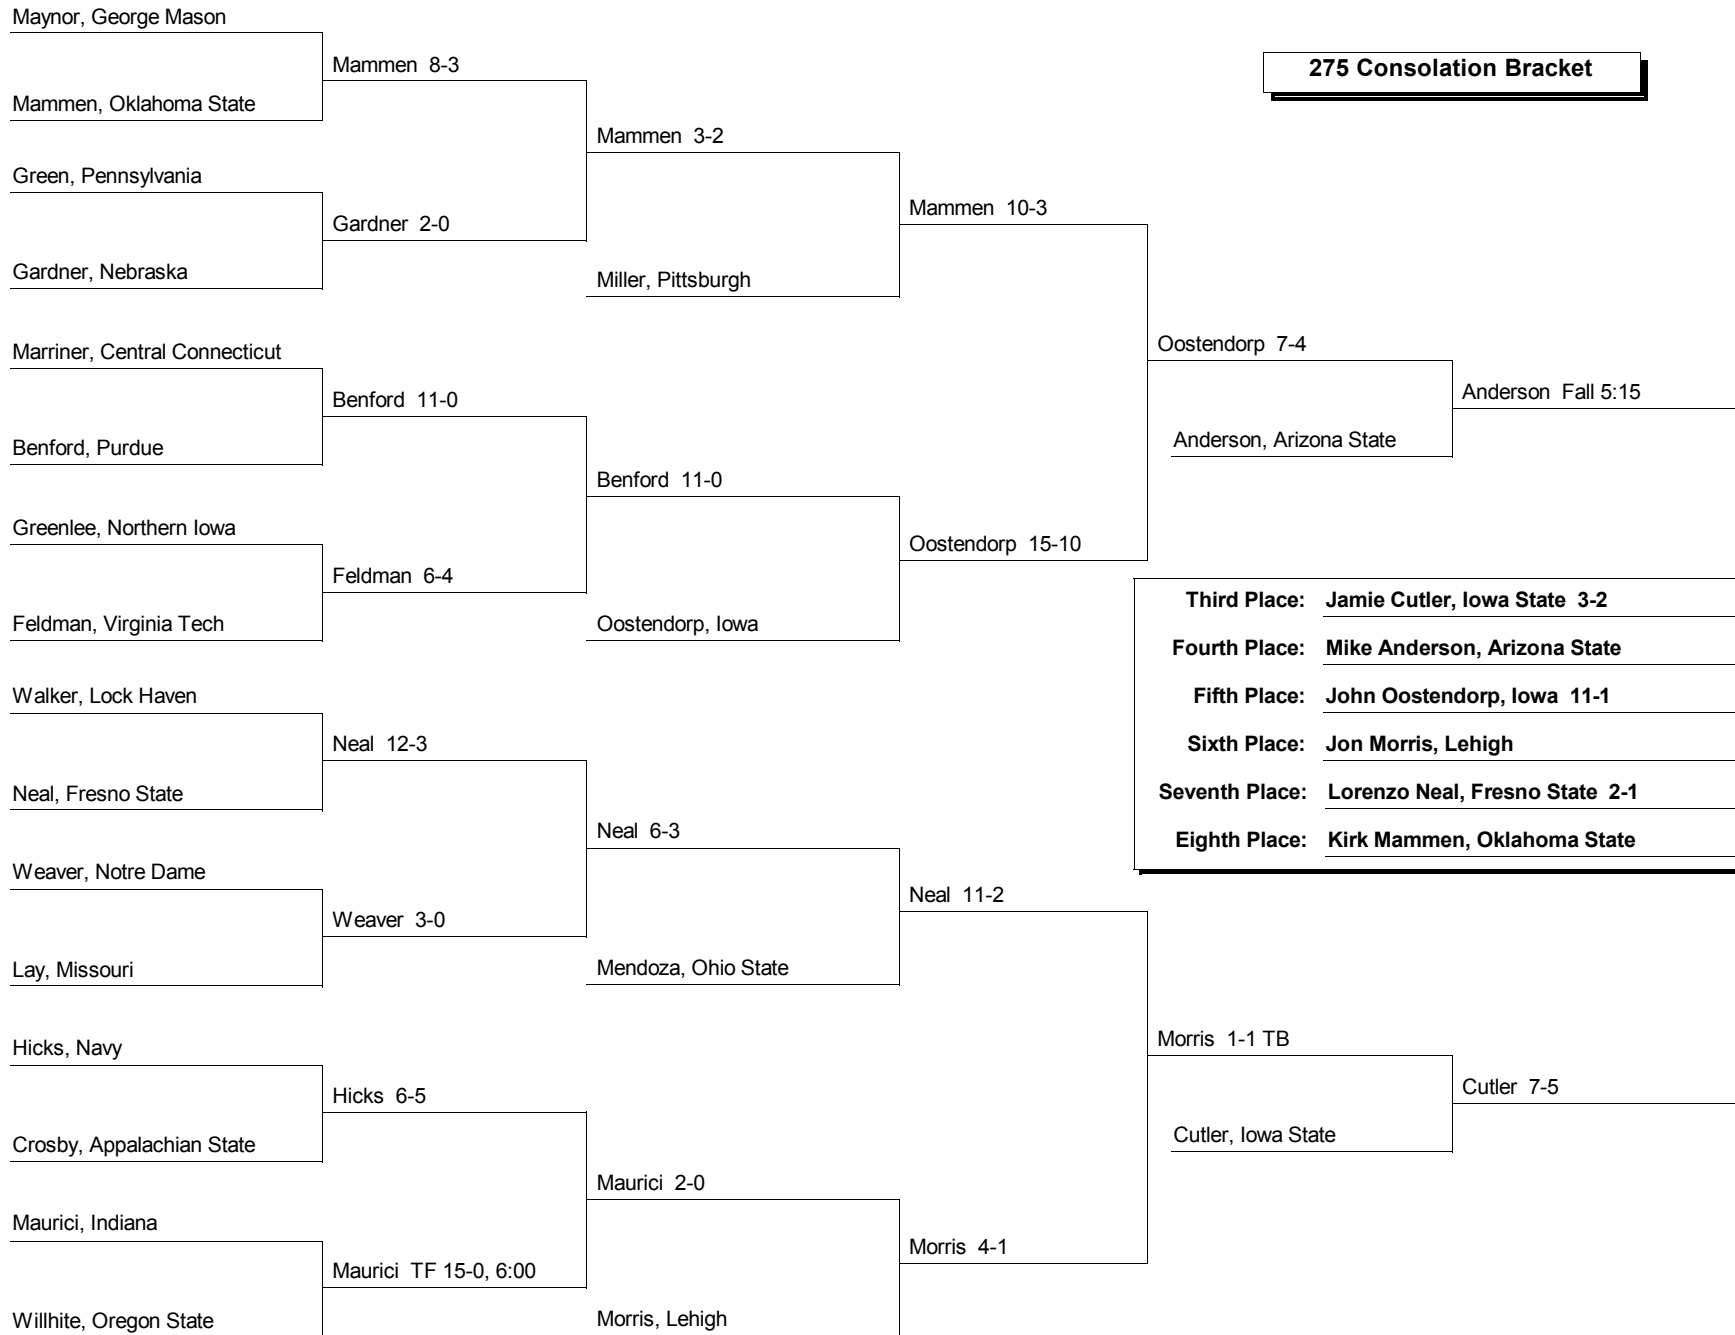 Maynor, George Mason
275 Consolation Bracket
Mammen 8-3
Mammen, Oklahoma State
Mammen 3-2
Green, Pennsylvania
Mammen 10-3
Gardner 2-0
Gardner, Nebraska
Miller, Pittsburgh
Marriner, Central Connecticut
Oostendorp 7-4
Benford 11-0
Anderson Fall 5:15
Benford, Purdue
Anderson, Arizona State
Benford 11-0
Greenlee, Northern Iowa
Oostendorp 15-10
Feldman 6-4
Feldman, Virginia Tech
Oostendorp, Iowa
Third Place: Jamie Cutler, Iowa State 3-2
Fourth Place: Mike Anderson, Arizona State
Fifth Place: John Oostendorp, Iowa 11-1
Sixth Place: Jon Morris, Lehigh
Seventh Place: Lorenzo Neal, Fresno State 2-1
Eighth Place: Kirk Mammen, Oklahoma State
Walker, Lock Haven
Neal 12-3
Neal, Fresno State
Neal 6-3
Weaver, Notre Dame
Neal 11-2
Weaver 3-0
Lay, Missouri
Mendoza, Ohio State
Hicks, Navy
Morris 1-1 TB
Hicks 6-5
Cutler 7-5
Crosby, Appalachian State
Cutler, Iowa State
Maurici 2-0
Maurici, Indiana
Morris 4-1
Maurici TF 15-0, 6:00
Willhite, Oregon State
Morris, Lehigh